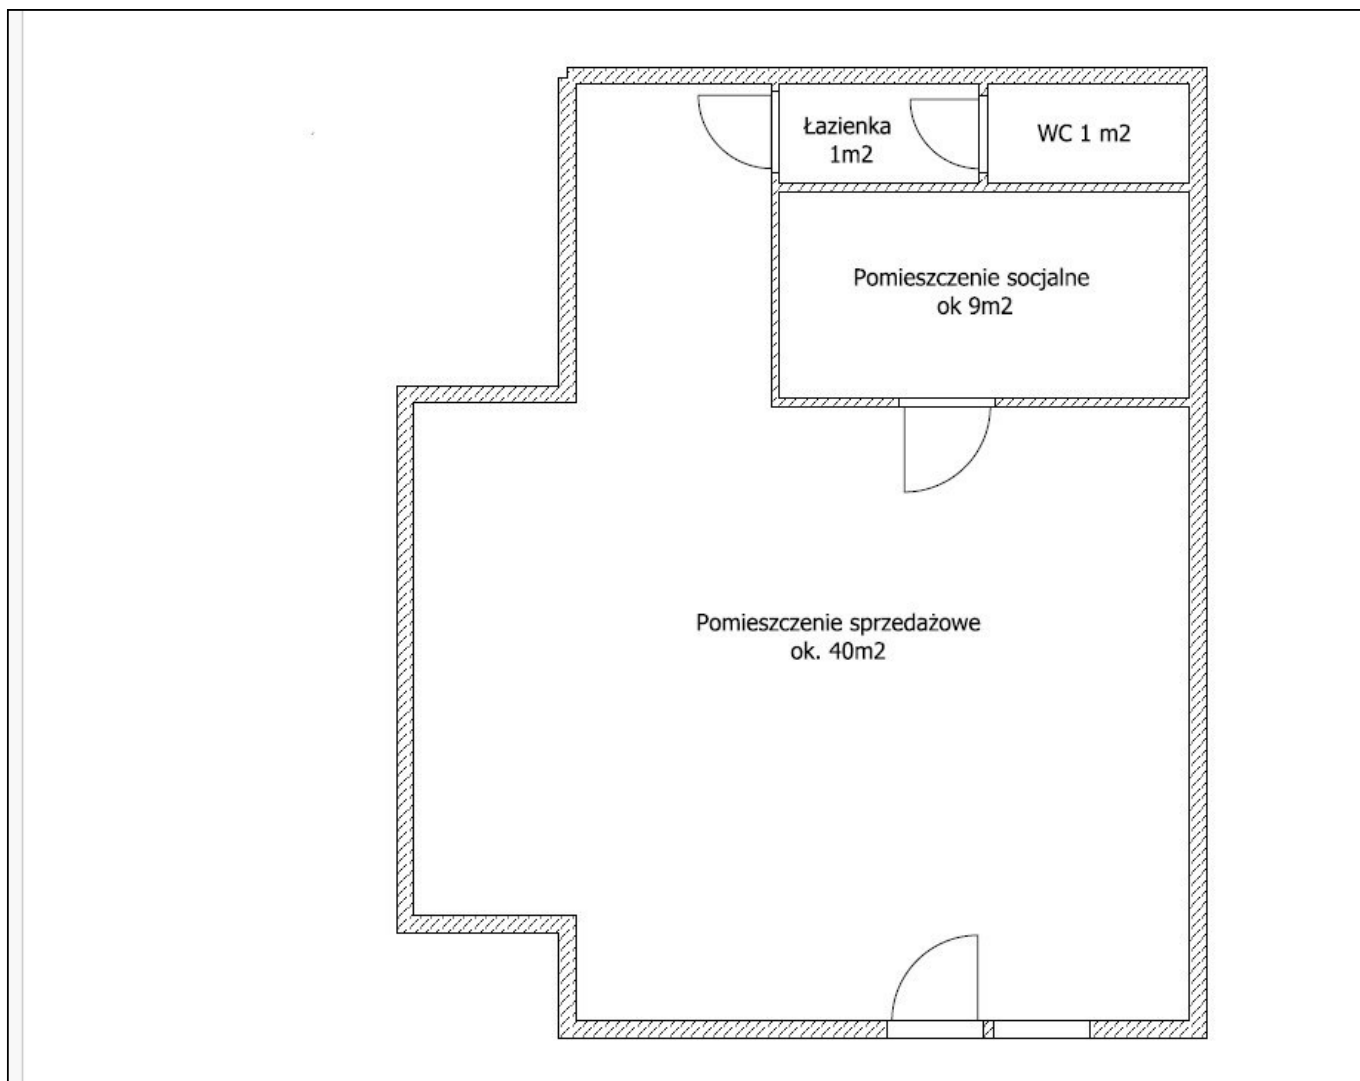 Łazienka
1m2
WC 1 m2
Pomieszczenie socjalne
ok 9m2
Pomieszczenie sprzedażowe
ok. 40m2